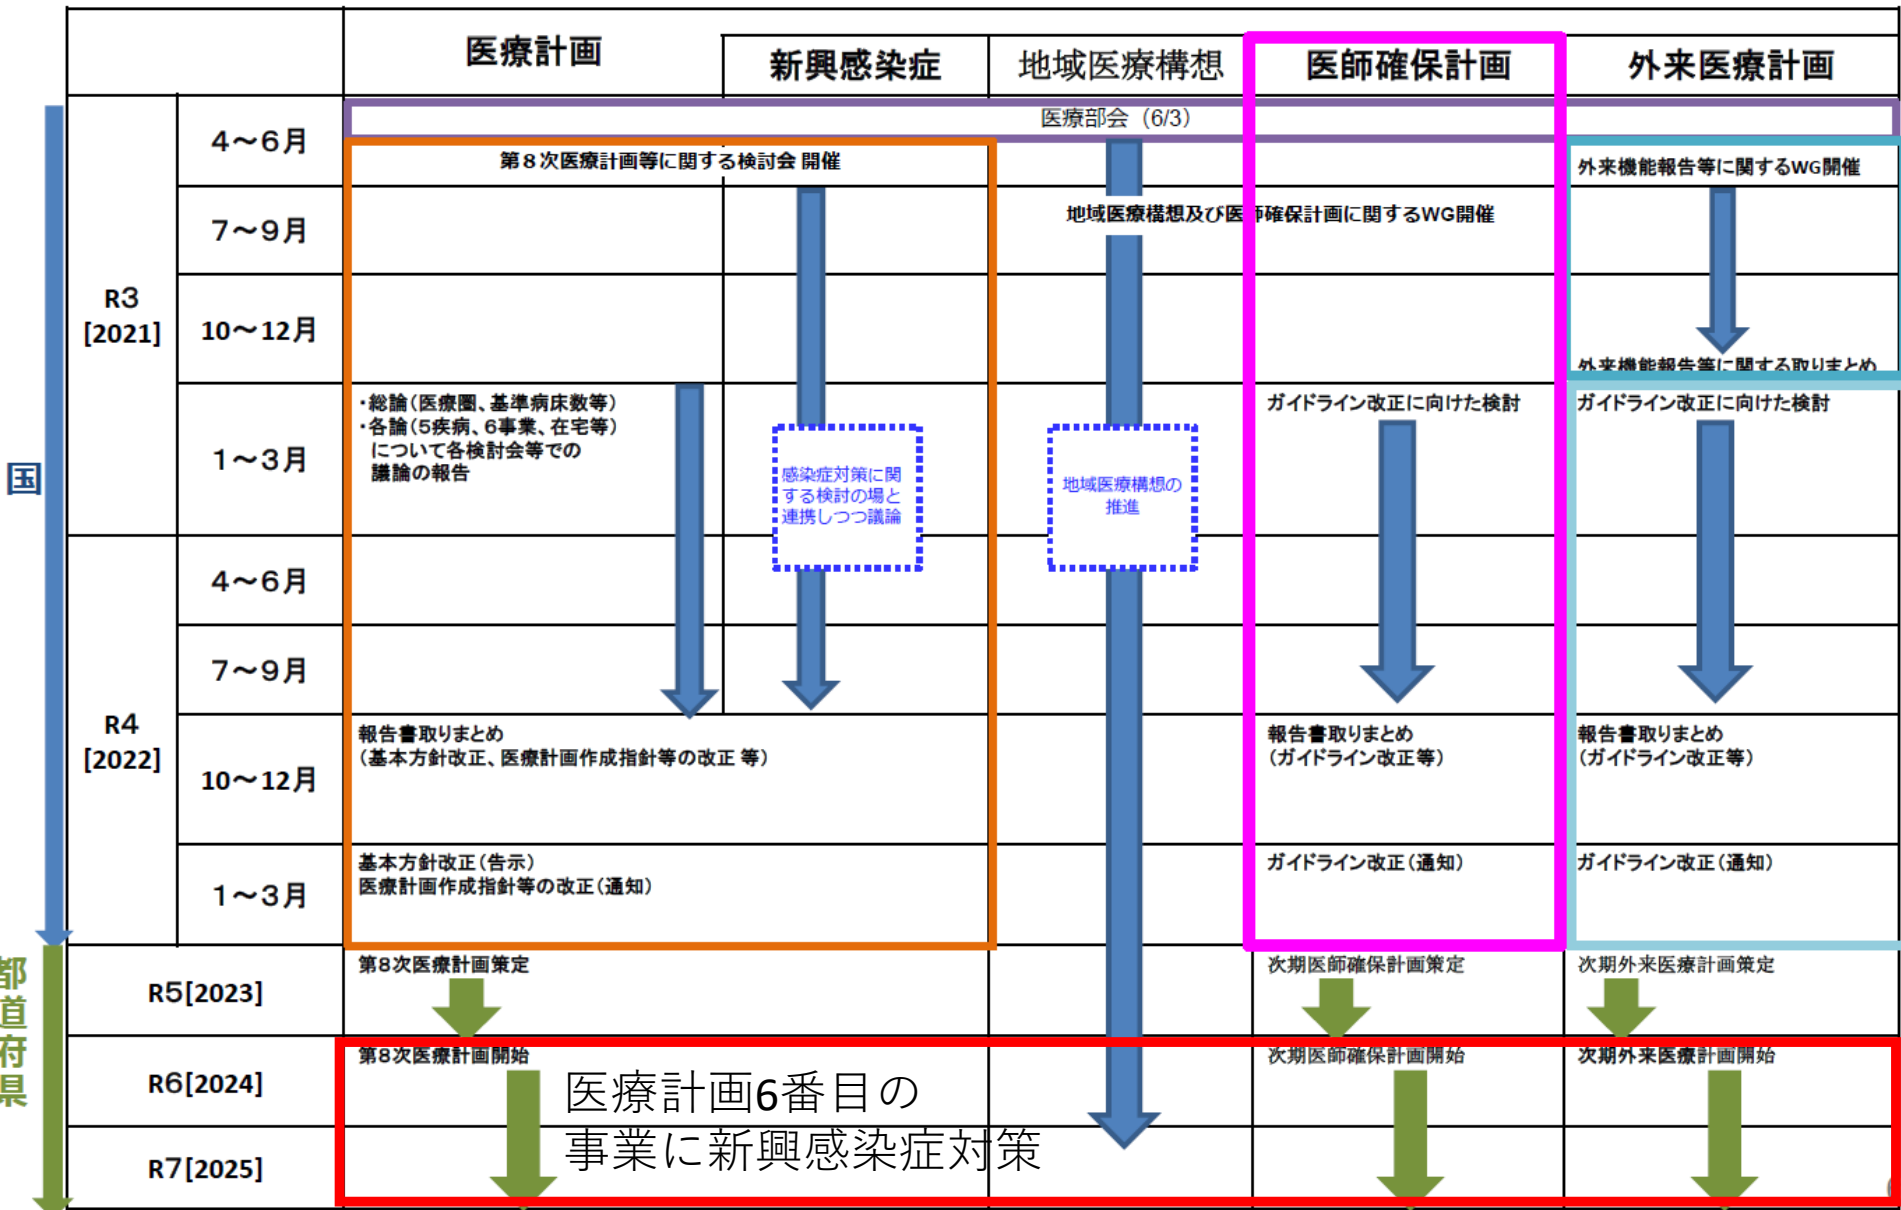 医療計画
新興感染症
地域医療構想
医師確保計画
外来医療計画
国
都道府県
R3
[2021]
4～6月
医療部会（6/3）
第８次医療計画等に関する検討会 開催
外来機能報告等に関するWG開催
7～9月
地域医療構想及び医師確保計画に関するWG開催
10～12月
外来機能報告等に関する取りまとめ
1～3月
・総論（医療圏、基準病床数等）
・各論（5疾病、6事業、在宅等）
について各検討会等での
議論の報告
感染症対策に関
する検討の場と
連携しつつ議論
地域医療構想の
推進
ガイドライン改正に向けた検討
ガイドライン改正に向けた検討
R4
[2022]
4～6月
7～9月
10～12月
報告書取りまとめ
（基本方針改正、医療計画作成指針等の改正 等）
報告書取りまとめ
（ガイドライン改正等）
報告書取りまとめ
（ガイドライン改正等）
1～3月
基本方針改正（告示）
医療計画作成指針等の改正（通知）
ガイドライン改正（通知）
ガイドライン改正（通知）
R5[2023]
第8次医療計画策定
次期医師確保計画策定
次期外来医療計画策定
R6[2024]
第8次医療計画開始
次期医師確保計画開始
次期外来医療計画開始
医療計画6番目の
事業に新興感染症対策
R7[2025]